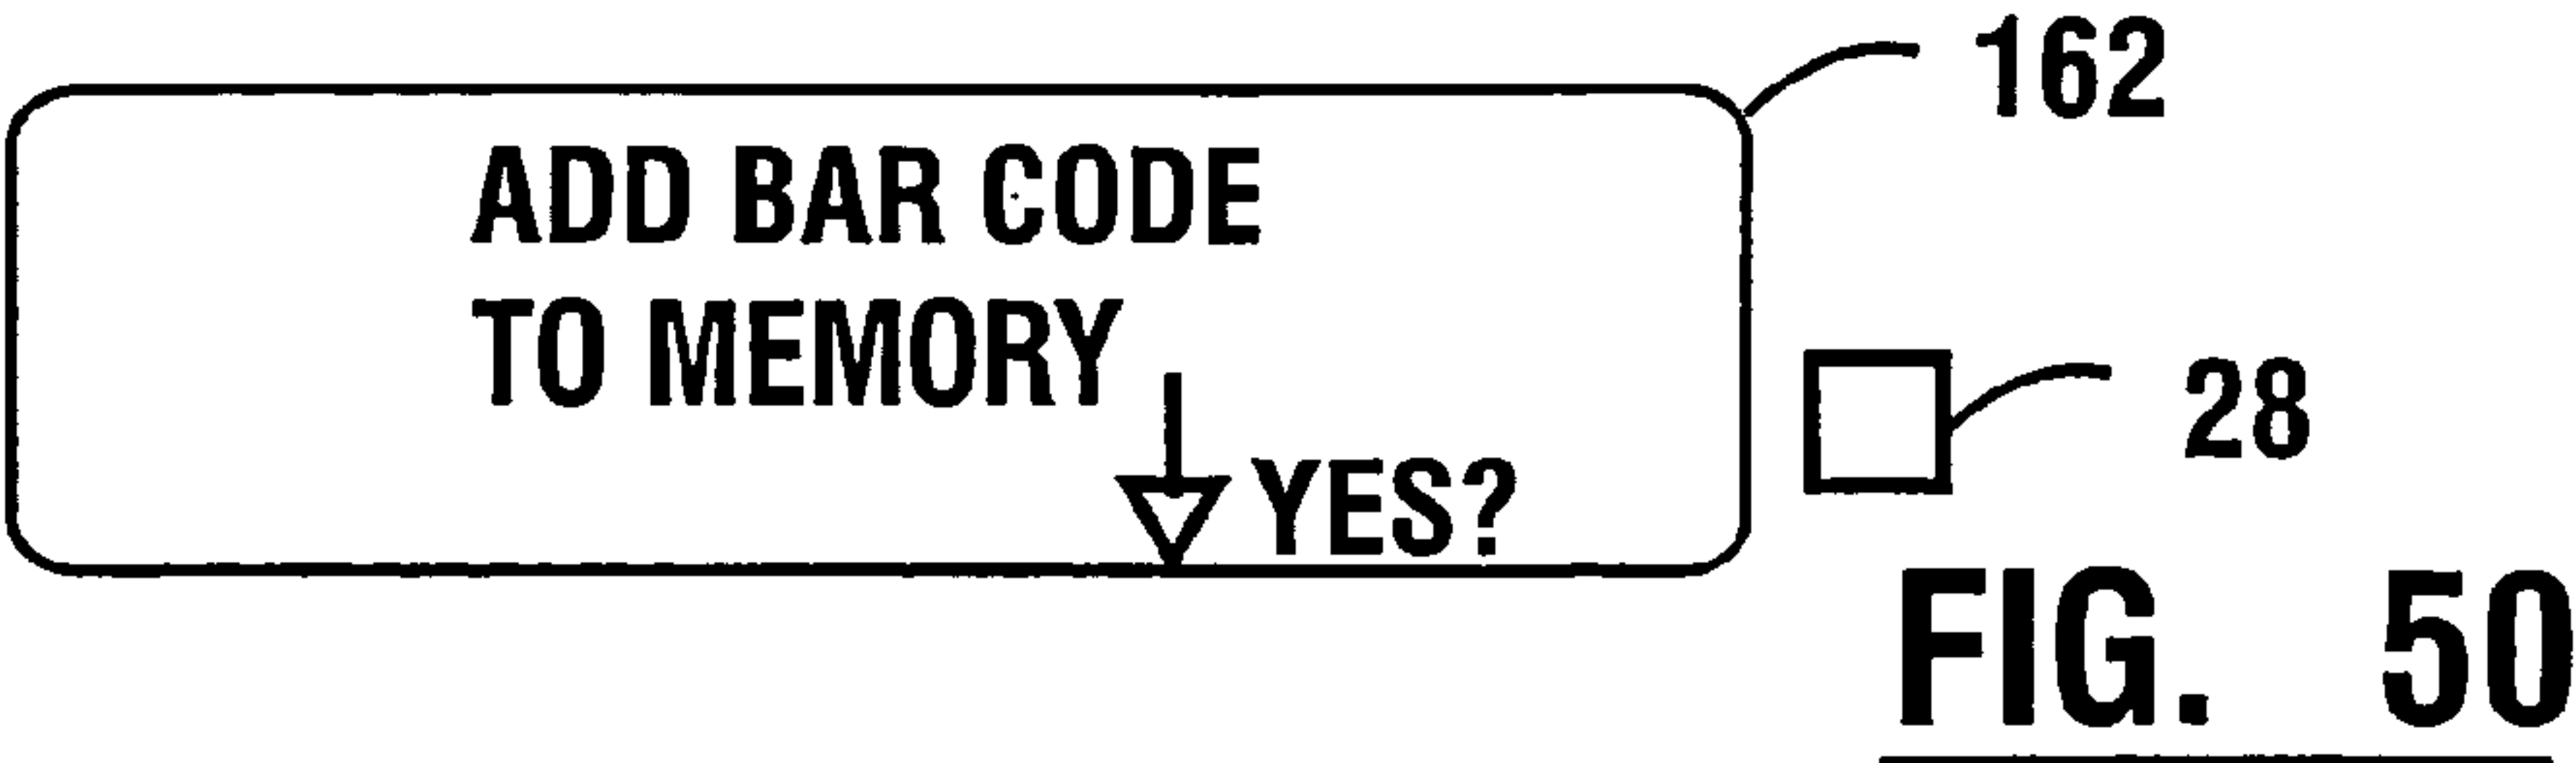 162
ADD BAR CODE
TO MEMORY
28
YES?
FIG. 50